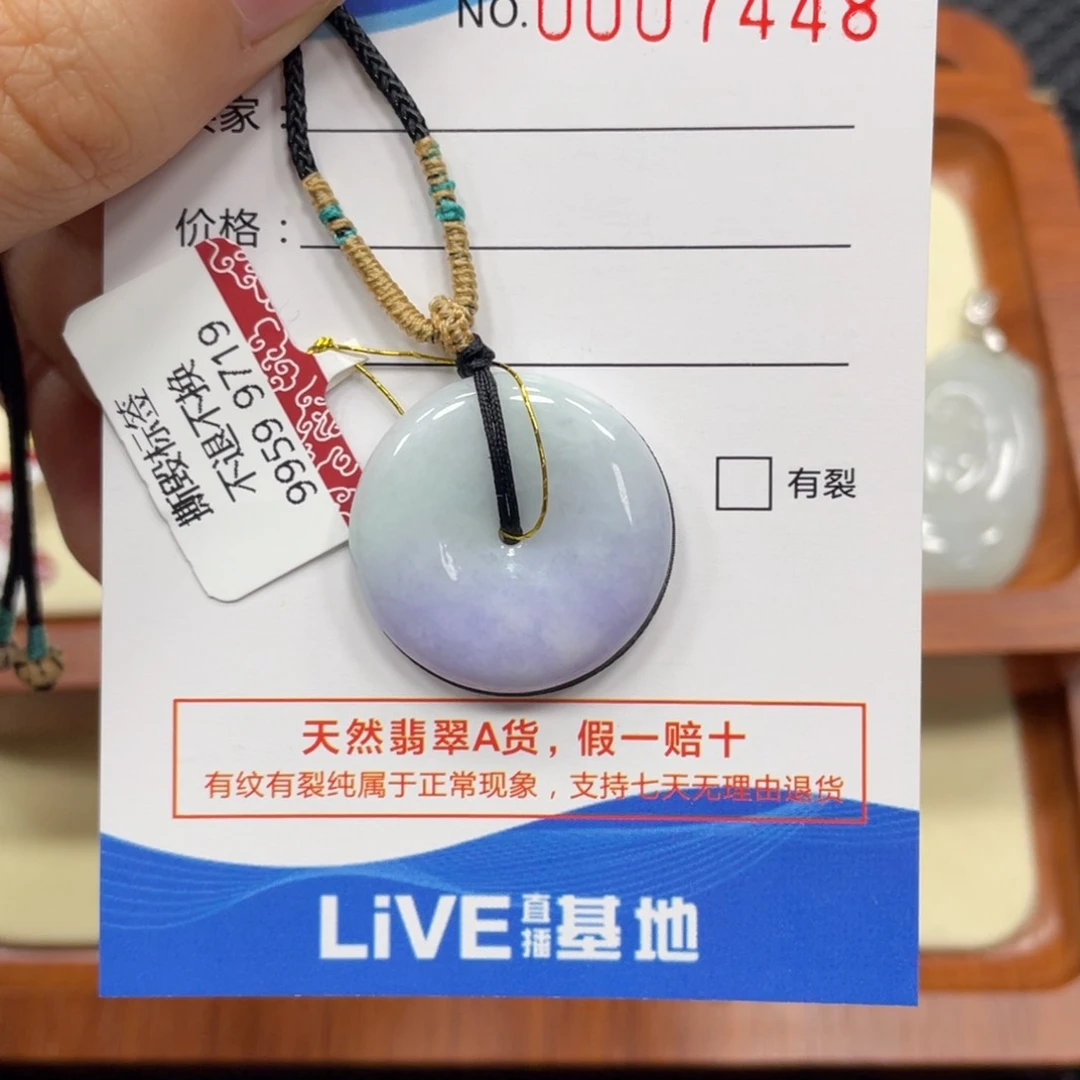 NO.0007448
家：
价格：
撕毁标签
不退不换
9959 9719
有裂
天然翡翠A货，假一赔十
有纹有裂纯属于正常现象，支持七天无理由退货
LiVE直播基地